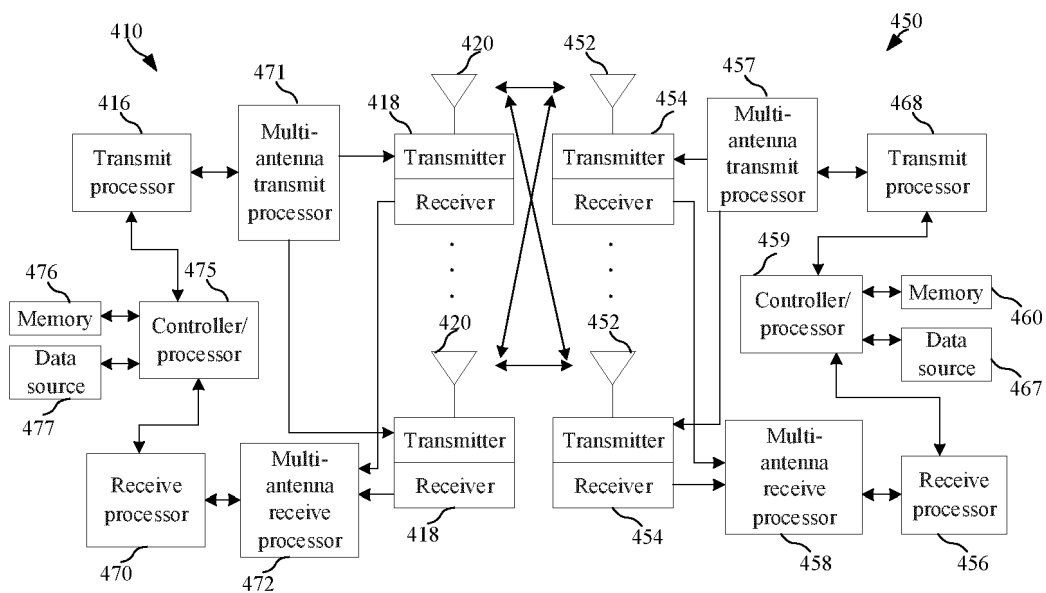 410
416
Transmit
processor
471
Multi-
antenna
transmit
processor
420
418
Transmitter
Receiver
476
Memory
475
Controller/
processor
Data
source
477
420
Transmitter
Receiver
418
Receive
processor
470
Multi-
antenna
receive
processor
472
450
452
454
Transmitter
Receiver
457
Multi-
antenna
transmit
processor
468
Transmit
processor
459
Controller/
processor
Memory
460
Data
source
467
452
Transmitter
Receiver
454
Multi-
antenna
receive
processor
458
Receive
processor
456